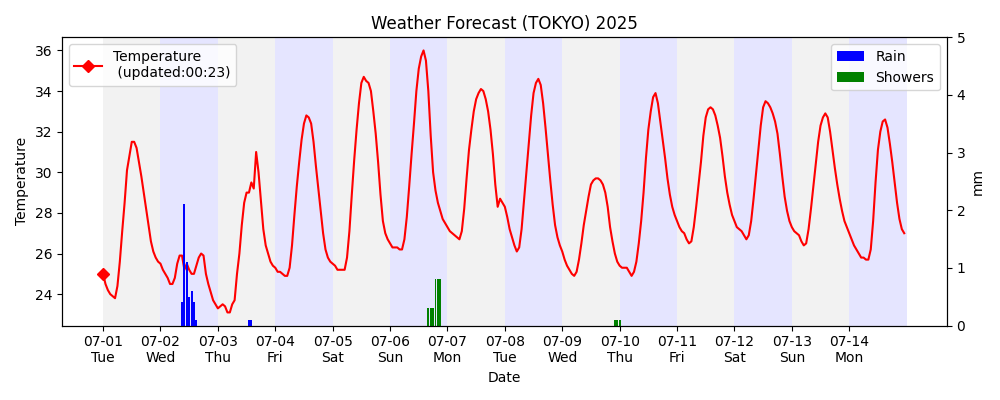 Weather Forecast (TOKYO) 2025
Temperature
(updated:00:23)
Rain
Showers
Temperature
36
34
32
30
28
26
24
5
4
3
2
1
0
mm
07-01 07-02 07-03 07-04 07-05 07-06 07-07 07-08 07-09 07-10 07-11 07-12 07-13 07-14
Tue Wed Thu Fri Sat Sun Mon Tue Wed Thu Fri Sat Sun Mon
Date